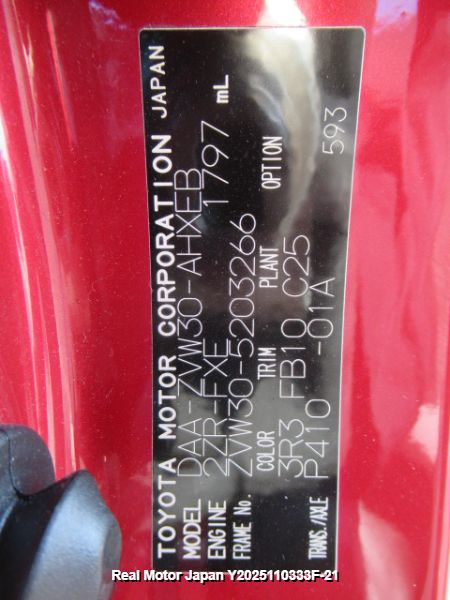 TOYOTA MOTOR CORPORATION JAPAN
MODEL DAA-ZVW30-AHXEB
ENGINE 2ZR-FXE 1797 mL
FRAME No. ZVW30-5203266
COLOR TRIM PLANT OPTION
3R3 FB10 C25 593
TRANS./AXLE P410 -01A
Real Motor Japan Y2025110333F-21